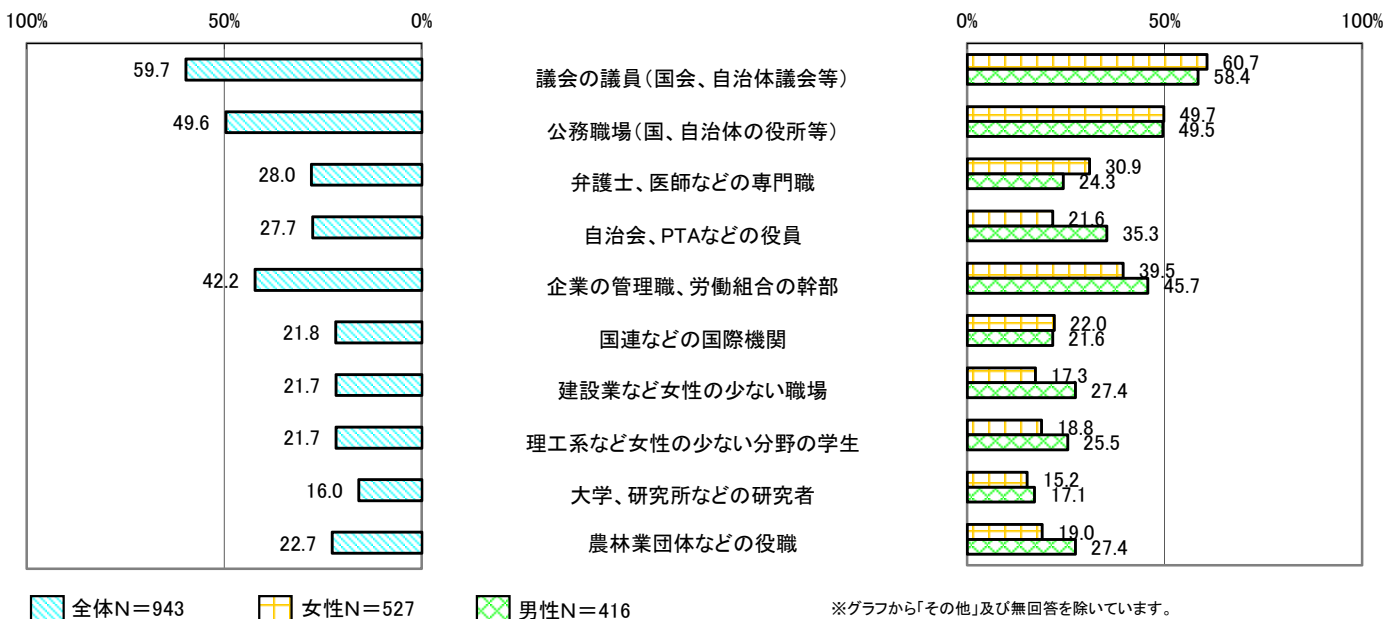 100% 50% 0% 0% 50% 100%
59.7 議会の議員(国会、自治体議会等) 60.7
58.4
49.6 公務職場(国、自治体の役所等) 49.7
49.5
28.0 弁護士、医師などの専門職 30.9
24.3
27.7 自治会、PTAなどの役員 21.6
35.3
42.2 企業の管理職、労働組合の幹部 39.5
45.7
21.8 国連などの国際機関 22.0
21.6
21.7 建設業など女性の少ない職場 17.3
27.4
21.7 理工系など女性の少ない分野の学生 18.8
25.5
16.0 大学、研究所などの研究者 15.2
17.1
22.7 農林業団体などの役職 19.0
27.4
全体N=943 女性N=527 男性N=416 ※グラフから「その他」及び無回答を除いています。